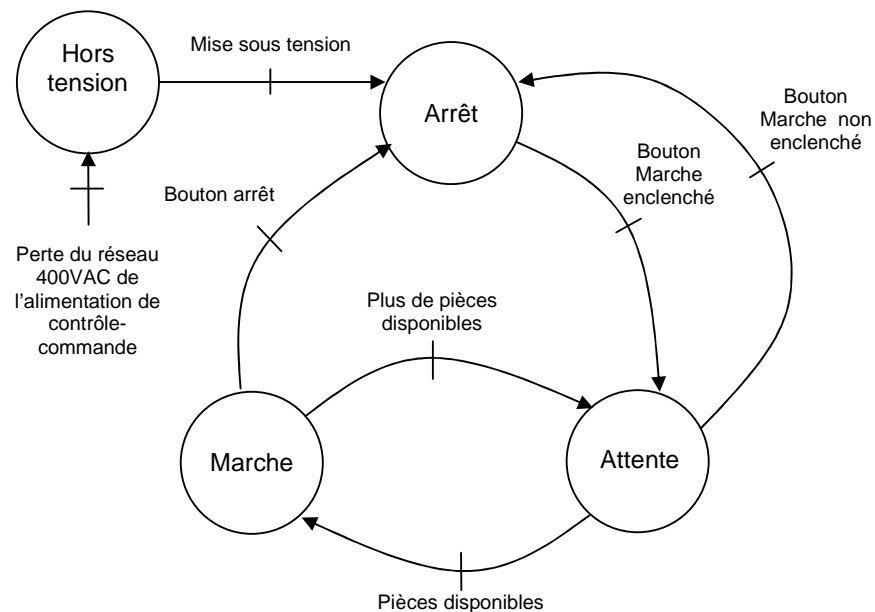 Hors
tension
Mise sous tension
Arrêt
Bouton
Marche non
enclenché
Bouton
Marche
enclenché
Bouton arrêt
Perte du réseau
400VAC de
l'alimentation de
contrôle-
commande
Plus de pièces
disponibles
Marche
Attente
Pièces disponibles